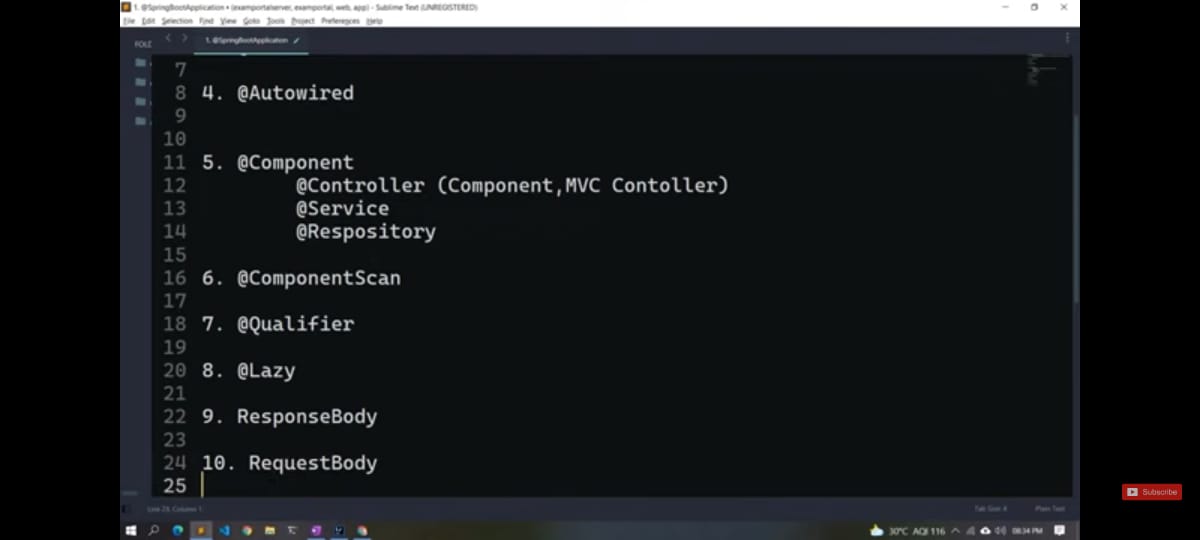 1. @SpringBootApplication • (examportalserver, examportal, web, app) - Sublime Text (UNREGISTERED)
File Edit Selection Find View Goto Tools Project Preferences Help
FOLE
1. @SpringBootApplication
7
8 4. @Autowired
9
10
11 5. @Component
12 @Controller (Component,MVC Contoller)
13 @Service
14 @Respository
15
16 6. @ComponentScan
17
18 7. @Qualifier
19
20 8. @Lazy
21
22 9. ResponseBody
23
24 10. RequestBody
25
Subscribe
Line 25, Column 1
Tab Size: 4
Plain Text
30°C AQI 116
08:34 PM